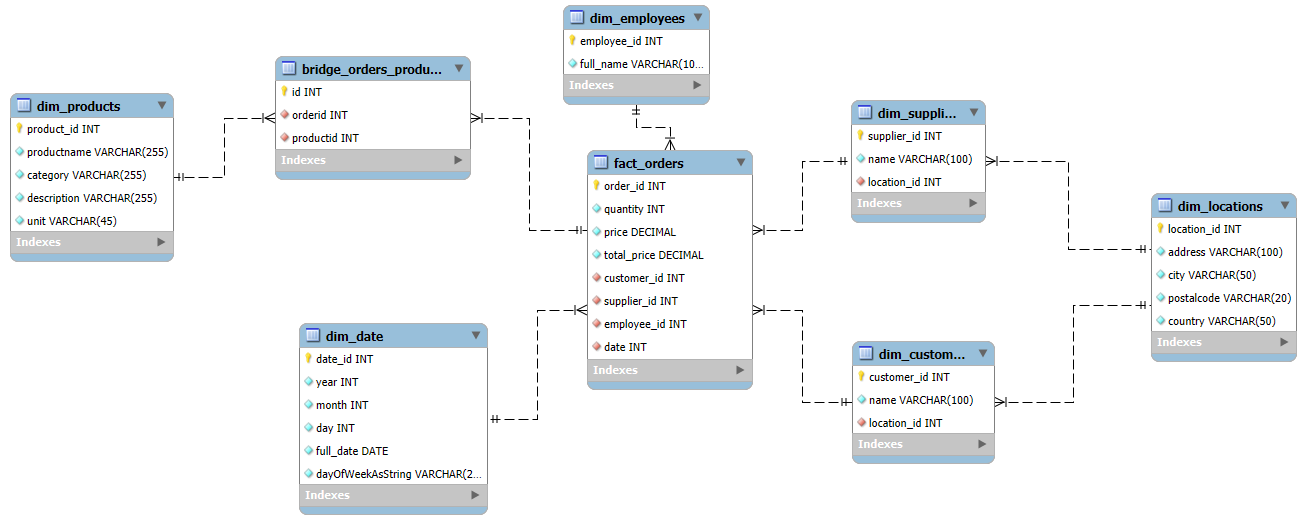 dim_employees
employee_id INT
full_name VARCHAR(10...
Indexes
bridge_orders_produ...
id INT
orderid INT
productid INT
Indexes
dim_products
product_id INT
productname VARCHAR(255)
category VARCHAR(255)
description VARCHAR(255)
unit VARCHAR(45)
Indexes
fact_orders
order_id INT
quantity INT
price DECIMAL
total_price DECIMAL
customer_id INT
supplier_id INT
employee_id INT
date INT
Indexes
dim_suppli...
supplier_id INT
name VARCHAR(100)
location_id INT
Indexes
dim_locations
location_id INT
address VARCHAR(100)
city VARCHAR(50)
postalcode VARCHAR(20)
country VARCHAR(50)
Indexes
dim_date
date_id INT
year INT
month INT
day INT
full_date DATE
dayOfWeekAsString VARCHAR(2...
Indexes
dim_custom...
customer_id INT
name VARCHAR(100)
location_id INT
Indexes